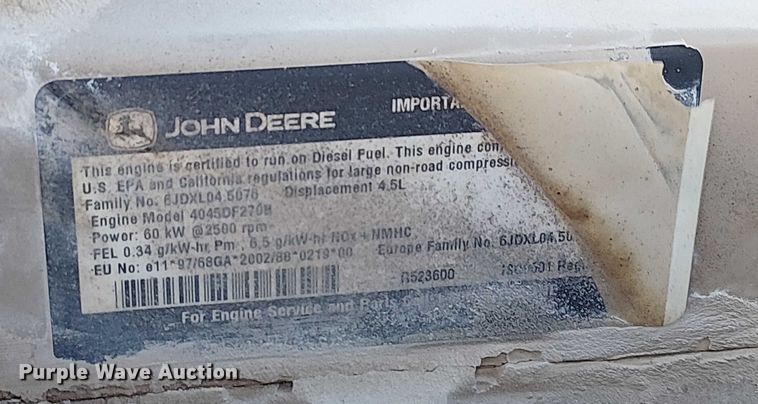 JOHN DEERE
IMPORTA
This engine is certified to run on Diesel Fuel. This engine con
U.S. EPA and California regulations for large non-road compressi
Family No. 6JDXL04.5076 Displacement 4.5L
Engine Model 4045DF270B
Power: 60 kW @2500 rpm
FEL 0.34 g/kW-hr Pm 6.5 g/kW-hr NOx + NMHC
Europe Family No. 6JDXL04.50
EU No: e11*97/68GA*2002/88*0219*00
R523600
For Engine Service and Parts
Purple Wave Auction